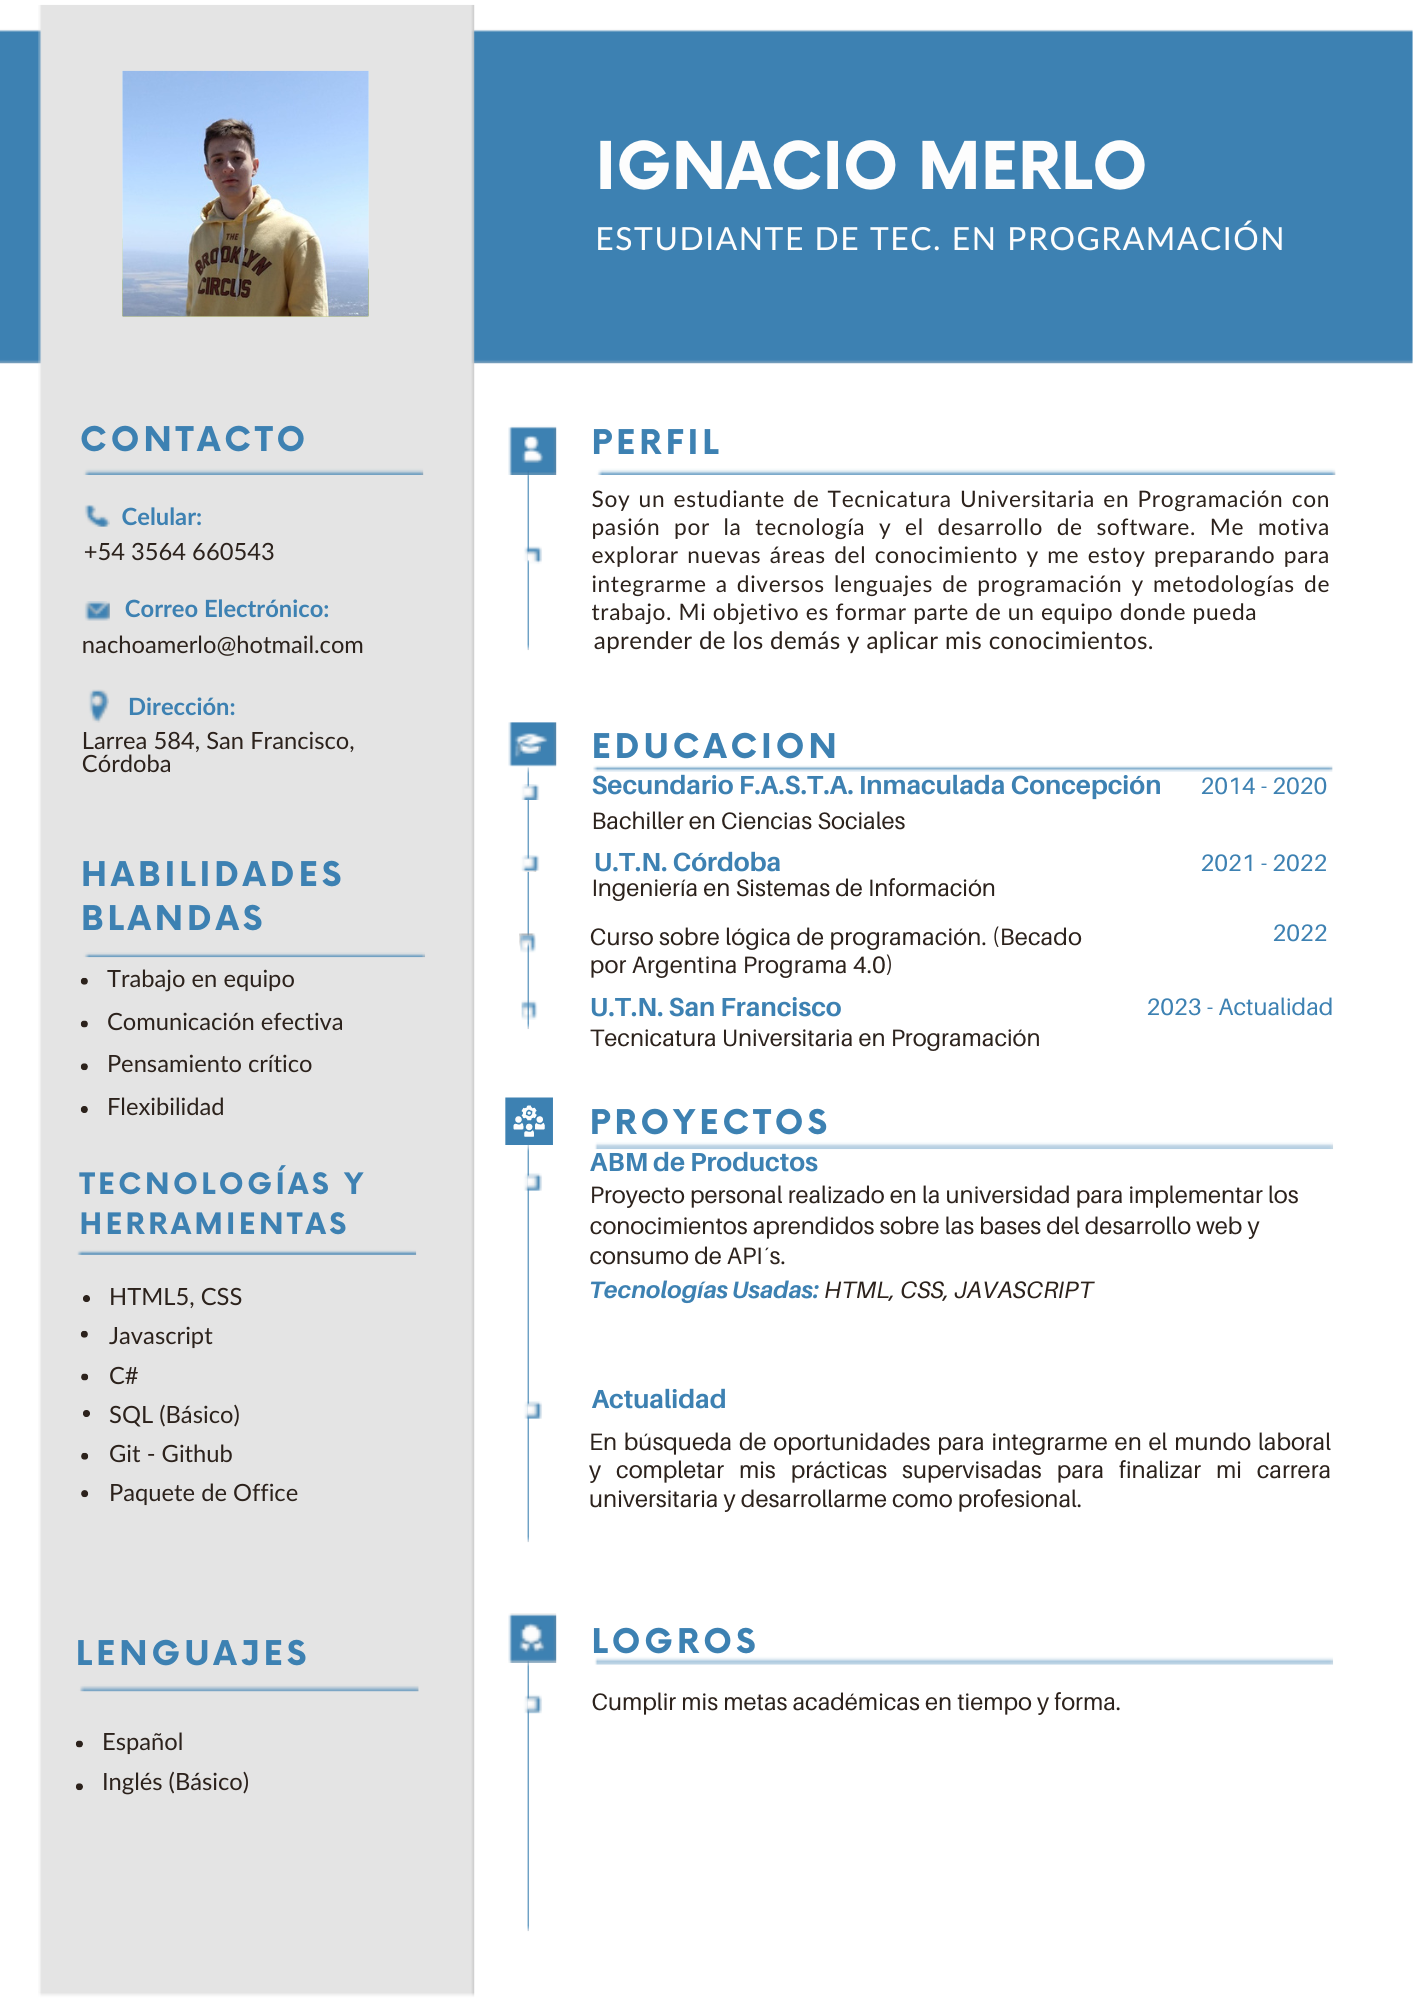 THE
BROOKLYN
CIRCUS
IGNACIO MERLO
ESTUDIANTE DE TEC. EN PROGRAMACIÓN
CONTACTO
Celular:
+54 3564 660543
Correo Electrónico:
nachoamerlo@hotmail.com
Dirección:
Larrea 584, San Francisco,
Córdoba
HABILIDADES
BLANDAS
• Trabajo en equipo
• Comunicación efectiva
• Pensamiento crítico
• Flexibilidad
TECNOLOGÍAS Y
HERRAMIENTAS
• HTML5, CSS
• Javascript
• C#
• SQL (Básico)
• Git - Github
• Paquete de Office
LENGUAJES
• Español
• Inglés (Básico)
PERFIL
Soy un estudiante de Tecnicatura Universitaria en Programación con
pasión por la tecnología y el desarrollo de software. Me motiva
explorar nuevas áreas del conocimiento y me estoy preparando para
integrarme a diversos lenguajes de programación y metodologías de
trabajo. Mi objetivo es formar parte de un equipo donde pueda
aprender de los demás y aplicar mis conocimientos.
EDUCACION
Secundario F.A.S.T.A. Inmaculada Concepción 2014 - 2020
Bachiller en Ciencias Sociales
U.T.N. Córdoba 2021 - 2022
Ingeniería en Sistemas de Información
Curso sobre lógica de programación. (Becado 2022
por Argentina Programa 4.0)
U.T.N. San Francisco 2023 - Actualidad
Tecnicatura Universitaria en Programación
PROYECTOS
ABM de Productos
Proyecto personal realizado en la universidad para implementar los
conocimientos aprendidos sobre las bases del desarrollo web y
consumo de API´s.
Tecnologías Usadas: HTML, CSS, JAVASCRIPT
Actualidad
En búsqueda de oportunidades para integrarme en el mundo laboral
y completar mis prácticas supervisadas para finalizar mi carrera
universitaria y desarrollarme como profesional.
LOGROS
Cumplir mis metas académicas en tiempo y forma.